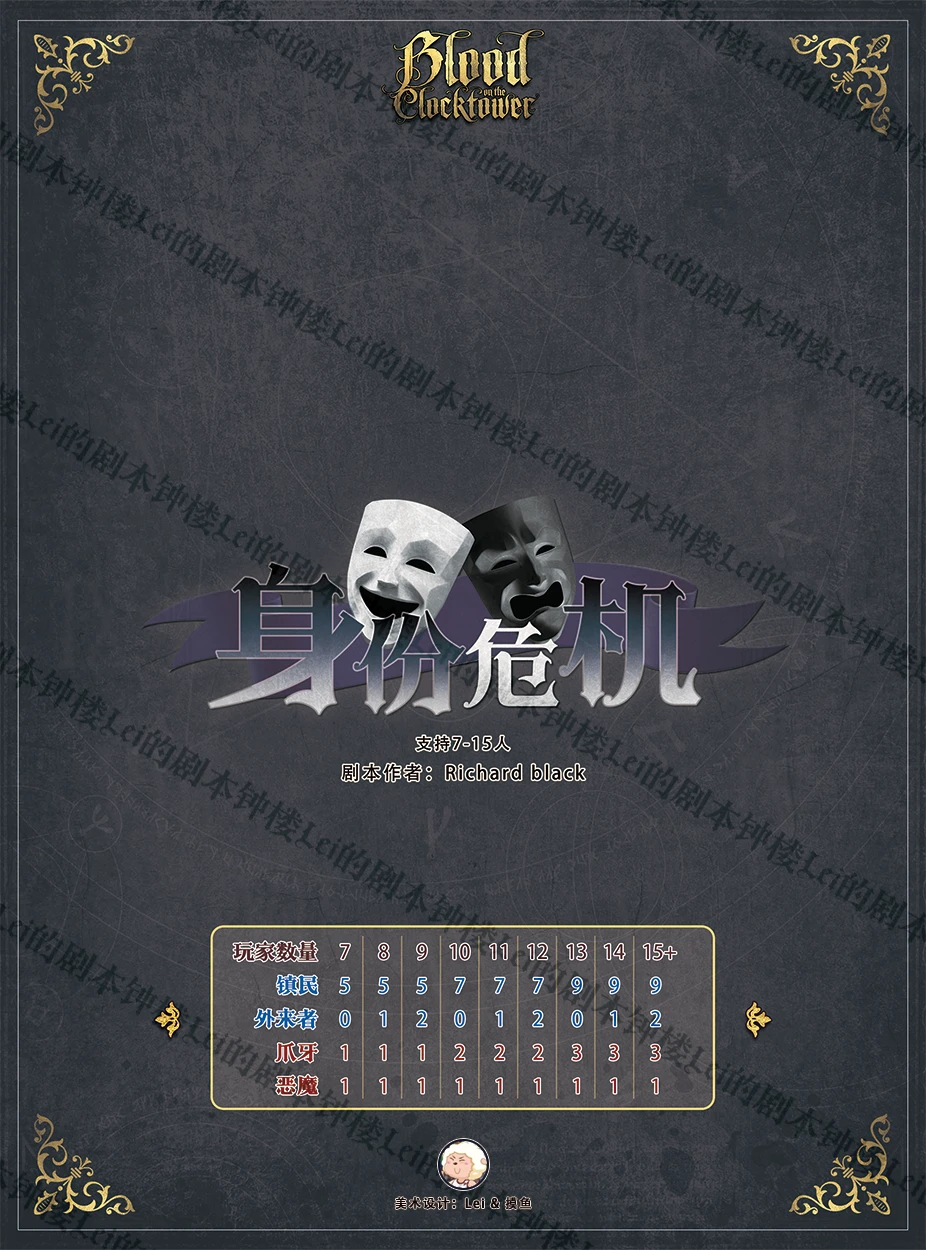 Blood
on the
Clocktower
身份危机
支持7-15人
剧本作者：Richard black
玩家数量 7 8 9 10 11 12 13 14 15+
镇民 5 5 5 7 7 7 9 9 9
外来者 0 1 2 0 1 2 0 1 2
爪牙 1 1 1 2 2 2 3 3 3
恶魔 1 1 1 1 1 1 1 1 1
美术设计：Lei & 摸鱼
Lei的剧本钟楼